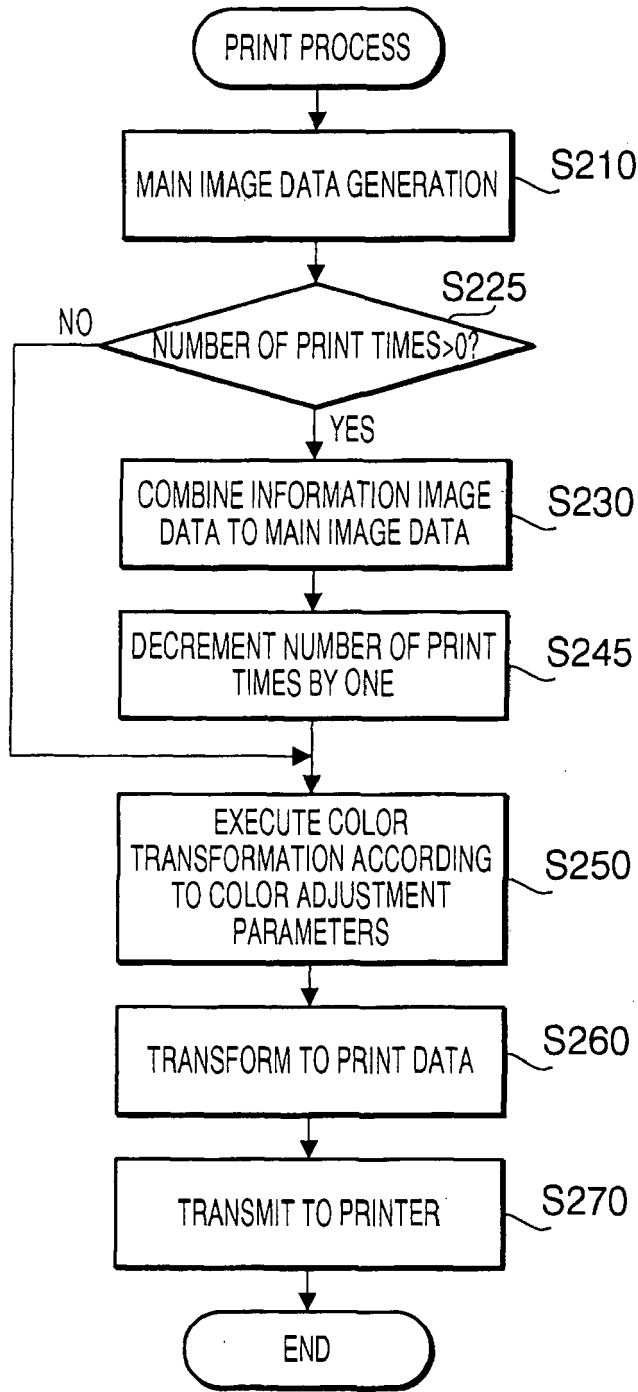 PRINT PROCESS
MAIN IMAGE DATA GENERATION
S210
S225
NO
NUMBER OF PRINT TIMES>0?
YES
COMBINE INFORMATION IMAGE
DATA TO MAIN IMAGE DATA
S230
DECREMENT NUMBER OF PRINT
TIMES BY ONE
S245
EXECUTE COLOR
TRANSFORMATION ACCORDING
TO COLOR ADJUSTMENT
PARAMETERS
S250
TRANSFORM TO PRINT DATA
S260
TRANSMIT TO PRINTER
S270
END